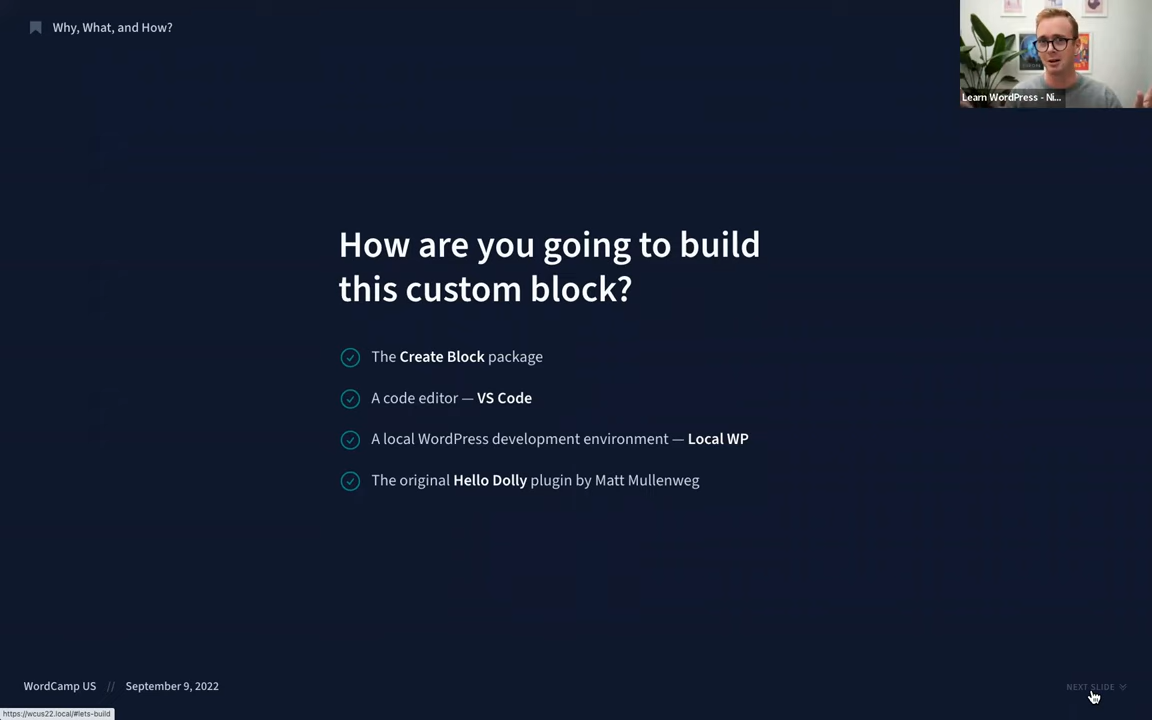 Why, What, and How?
Learn WordPress - Ni...
How are you going to build
this custom block?
The Create Block package
A code editor — VS Code
A local WordPress development environment — Local WP
The original Hello Dolly plugin by Matt Mullenweg
WordCamp US // September 9, 2022
NEXT SLIDE
https://wcus22.local/#lets-build